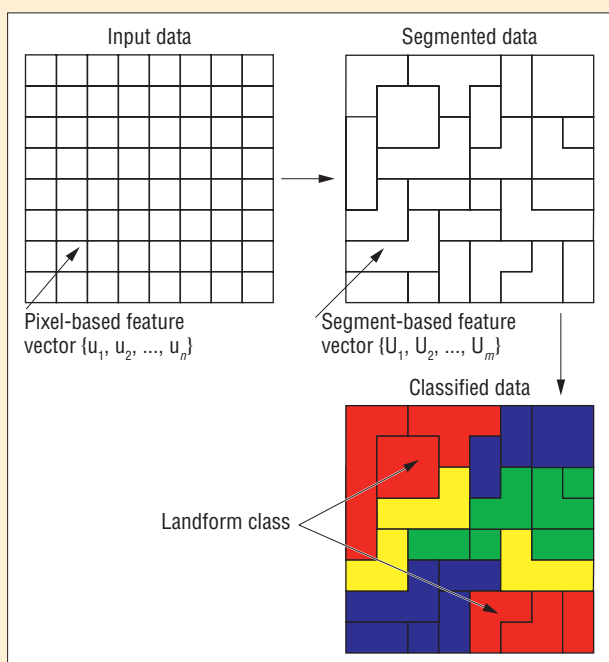 Input data
Segmented data
Pixel-based feature
vector {u₁, u₂, ..., uₙ}
Segment-based feature
vector {U₁, U₂, ..., Uₘ}
Classified data
Landform class